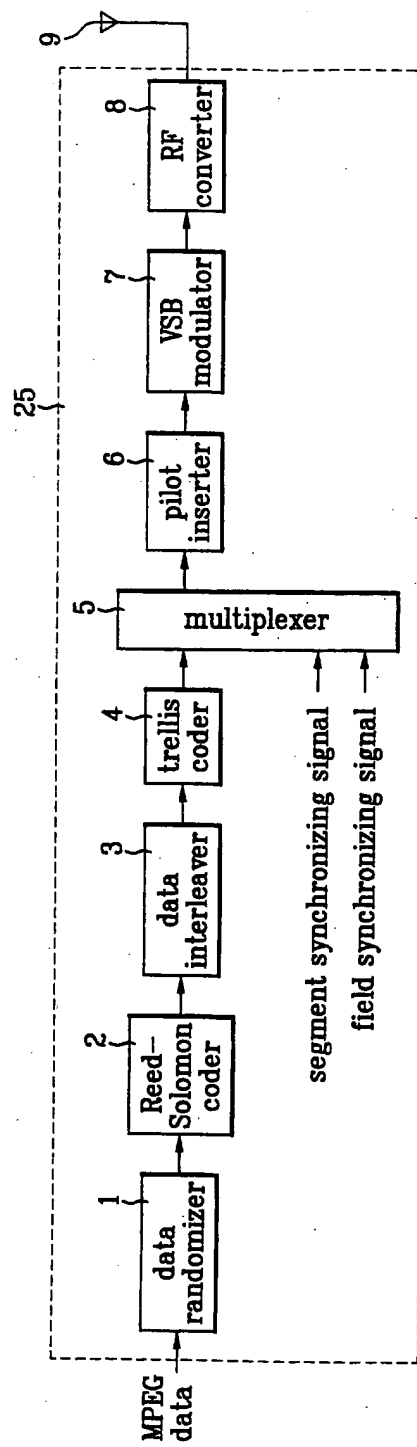 25
MPEG
data
1
data
randomizer
2
Reed-
Solomon
coder
3
data
interleaver
4
trellis
coder
5
multiplexer
segment synchronizing signal
field synchronizing signal
6
pilot
inserter
7
VSB
modulator
8
RF
converter
9